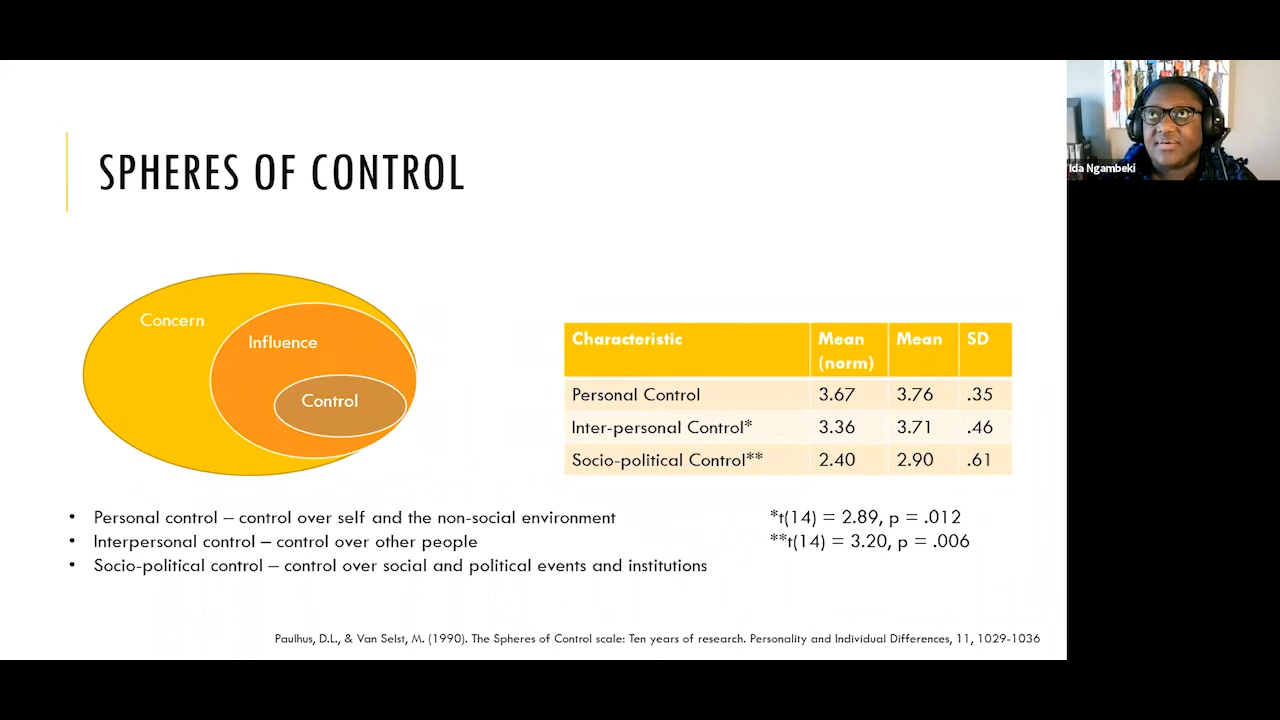 SPHERES OF CONTROL
Ida Ngambeki
Concern
Influence
Control
Characteristic Mean (norm) Mean SD
Personal Control 3.67 3.76 .35
Inter-personal Control* 3.36 3.71 .46
Socio-political Control** 2.40 2.90 .61
• Personal control – control over self and the non-social environment
• Interpersonal control – control over other people
• Socio-political control – control over social and political events and institutions
*t(14) = 2.89, p = .012
**t(14) = 3.20, p = .006
Paulhus, D.L., & Van Selst, M. (1990). The Spheres of Control scale: Ten years of research. Personality and Individual Differences, 11, 1029-1036